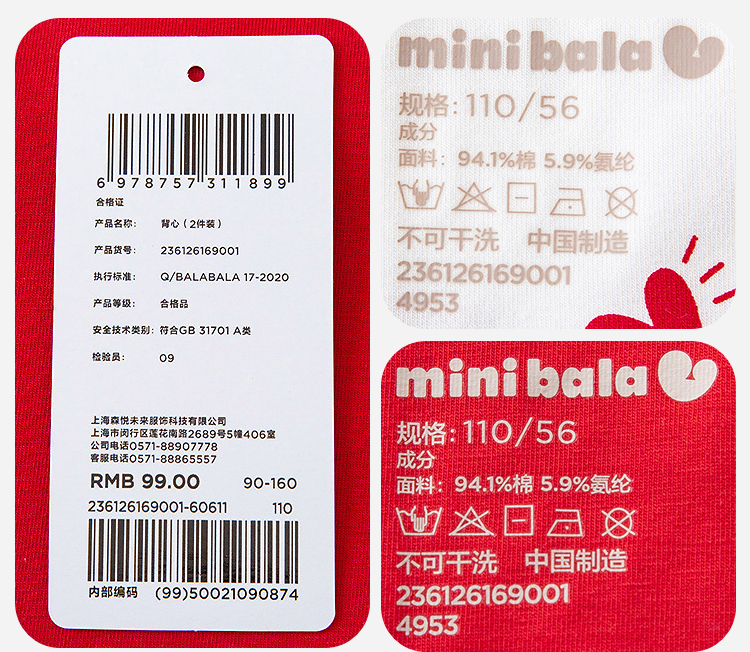 6 978757 311899
合格证
产品名称： 背心（2件装）
产品货号： 236126169001
执行标准： Q/BALABALA 17-2020
产品等级： 合格品
安全技术类别：符合GB 31701 A类
检验员： 09
上海森悦未来服饰科技有限公司
上海市闵行区莲花南路2689号5幢406室
公司电话0571-88907778
客服电话0571-88865557
RMB 99.00 90-160
236126169001-60611 110
内部编码 (99)50021090874
mini bala
规格：110/56
成分
面料：94.1%棉 5.9%氨纶
不可干洗 中国制造
236126169001
4953
mini bala
规格：110/56
成分
面料：94.1%棉 5.9%氨纶
不可干洗 中国制造
236126169001
4953